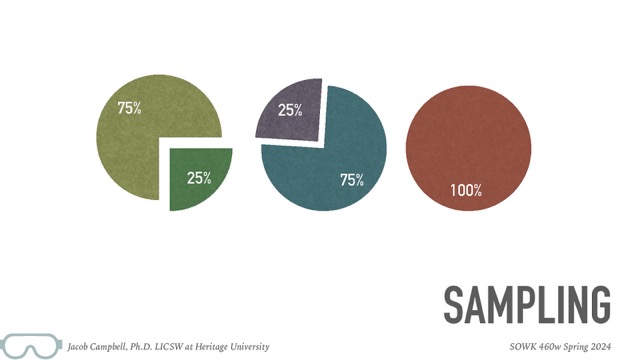 75%
25%
25%
75%
100%
SAMPLING
Jacob Campbell, Ph.D. LICSW at Heritage University
SOWK 460w Spring 2024